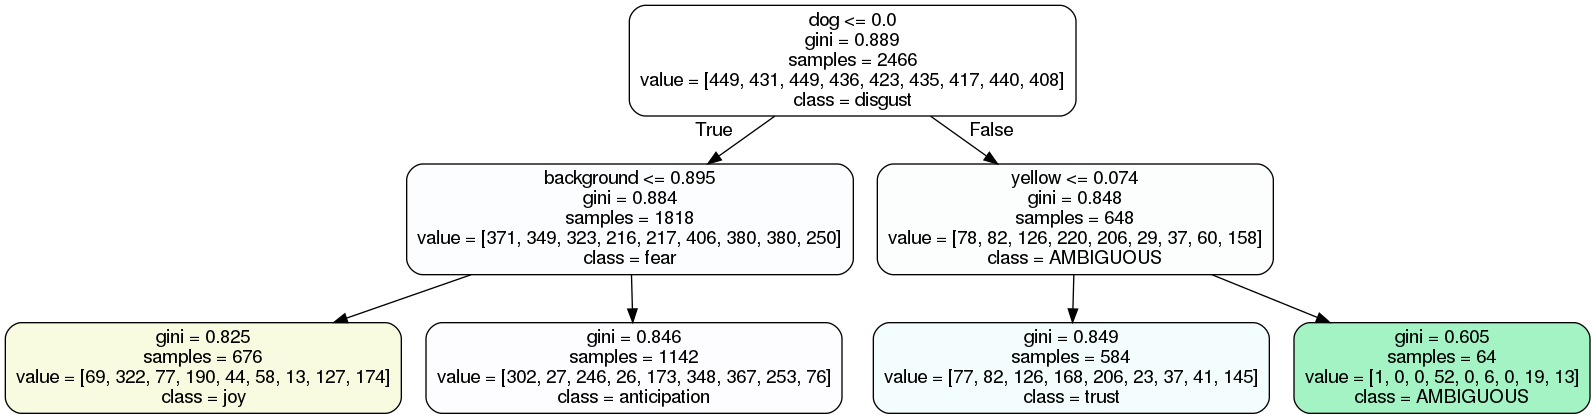 dog <= 0.0
gini = 0.889
samples = 2466
value = [449, 431, 449, 436, 423, 435, 417, 440, 408]
class = disgust
True
False
background <= 0.895
gini = 0.884
samples = 1818
value = [371, 349, 323, 216, 217, 406, 380, 380, 250]
class = fear
yellow <= 0.074
gini = 0.848
samples = 648
value = [78, 82, 126, 220, 206, 29, 37, 60, 158]
class = AMBIGUOUS
gini = 0.825
samples = 676
value = [69, 322, 77, 190, 44, 58, 13, 127, 174]
class = joy
gini = 0.846
samples = 1142
value = [302, 27, 246, 26, 173, 348, 367, 253, 76]
class = anticipation
gini = 0.849
samples = 584
value = [77, 82, 126, 168, 206, 23, 37, 41, 145]
class = trust
gini = 0.605
samples = 64
value = [1, 0, 0, 52, 0, 6, 0, 19, 13]
class = AMBIGUOUS